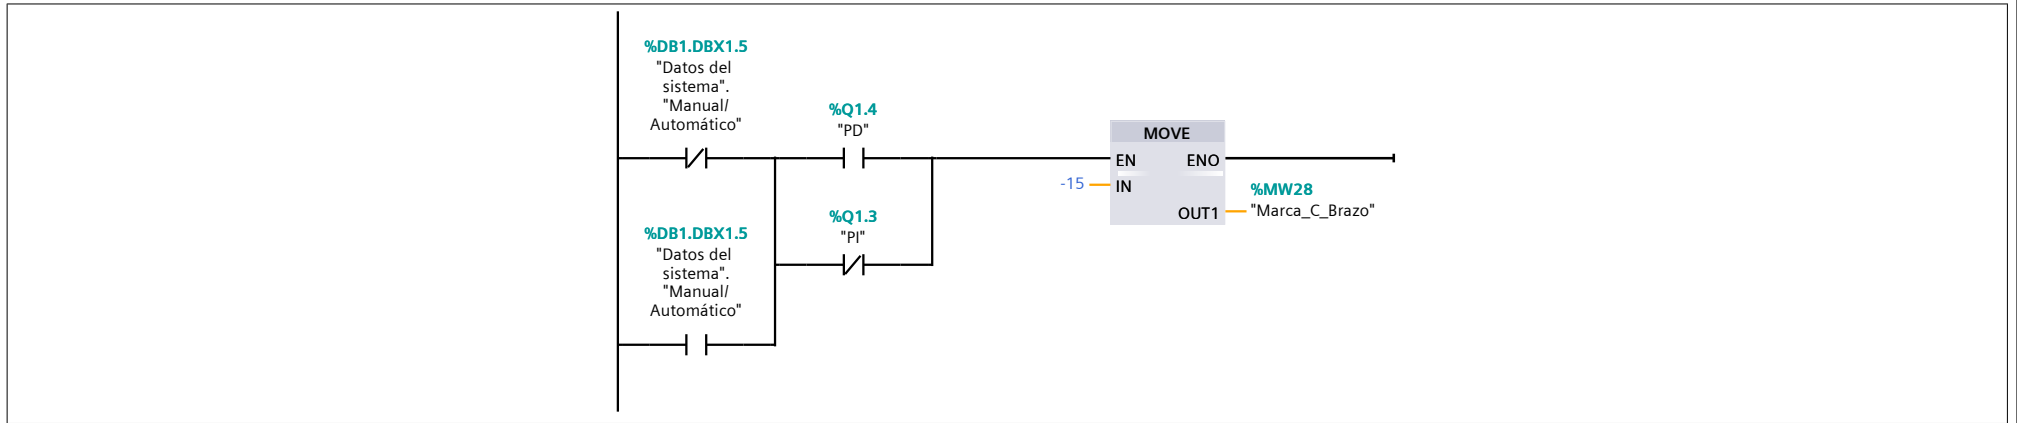 %DB1.DBX1.5
"Datos del
sistema".
"Manual/
Automático"
%Q1.4
"PD"
MOVE
EN
ENO
-15
IN
%MW28
OUT1
"Marca_C_Brazo"
%Q1.3
"PI"
%DB1.DBX1.5
"Datos del
sistema".
"Manual/
Automático"